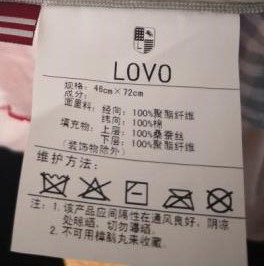 LOVO
规格：48cm×72cm
成分：
面里料：经向：100%聚酯纤维
纬向：100%棉
填充物：上层：100%桑蚕丝
下层：100%聚酯纤维
（装饰物除外）
维护方法：
注：1.该产品应间隔性在通风良好、阴凉
处晾晒，切勿曝晒。
2.不可用樟脑丸来收藏。